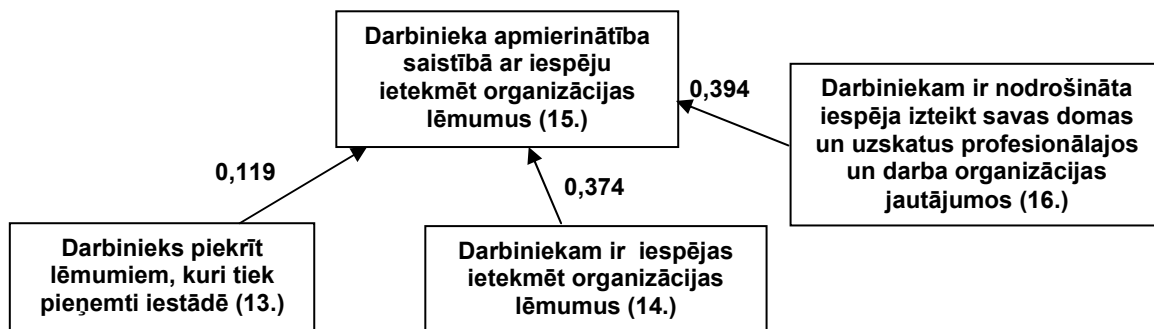 Darbinieka apmierinātība
saistībā ar iespēju
ietekmēt organizācijas
lēmumus (15.)
0,394
Darbiniekam ir nodrošināta
iespēja izteikt savas domas
un uzskatus profesionālajos
un darba organizācijas
jautājumos (16.)
0,119
0,374
Darbinieks piekrīt
lēmumiem, kuri tiek
pieņemti iestādē (13.)
Darbiniekam ir iespējas
ietekmēt organizācijas
lēmumus (14.)